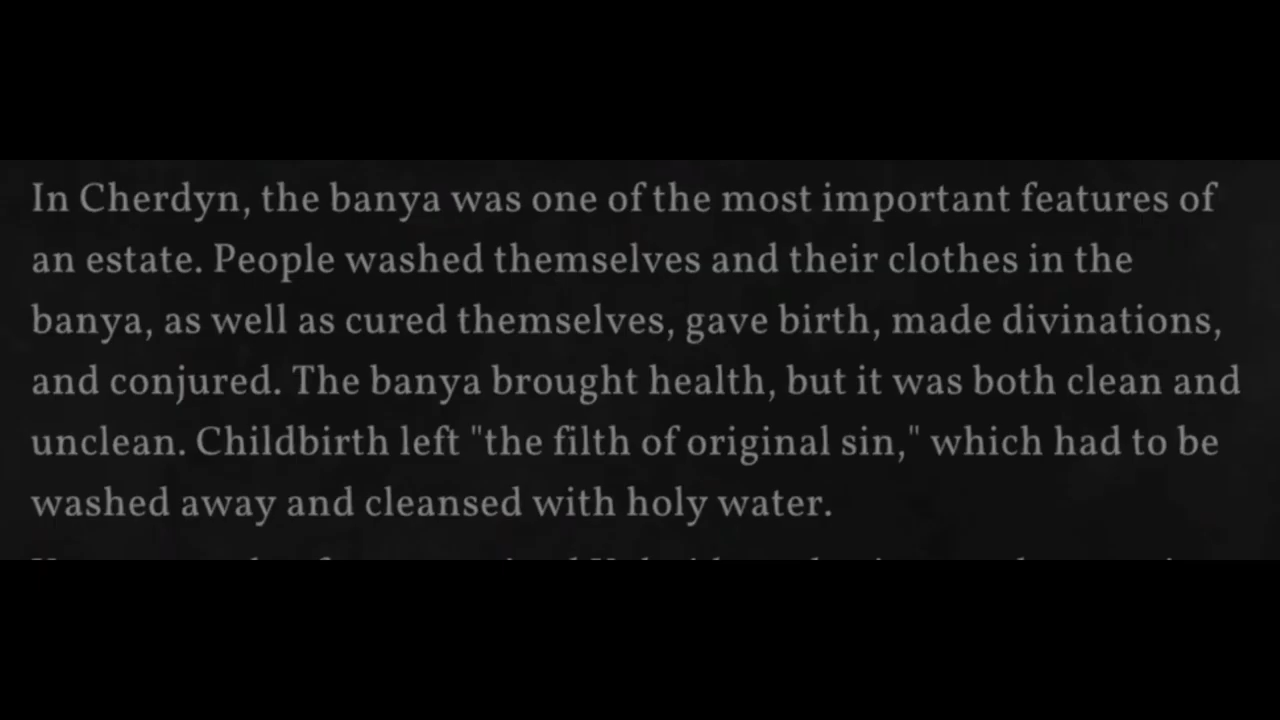 In Cherdyn, the banya was one of the most important features of
an estate. People washed themselves and their clothes in the
banya, as well as cured themselves, gave birth, made divinations,
and conjured. The banya brought health, but it was both clean and
unclean. Childbirth left "the filth of original sin," which had to be
washed away and cleansed with holy water.